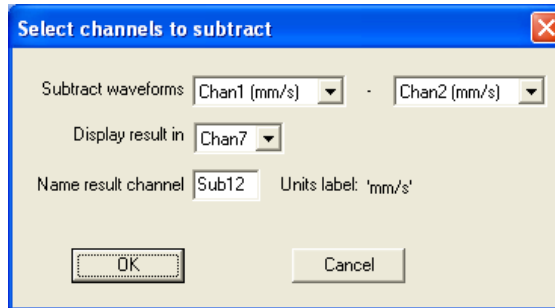 Select channels to subtract
Subtract waveforms Chan1 (mm/s) - Chan2 (mm/s)
Display result in Chan7
Name result channel Sub12 Units label: 'mm/s'
OK Cancel